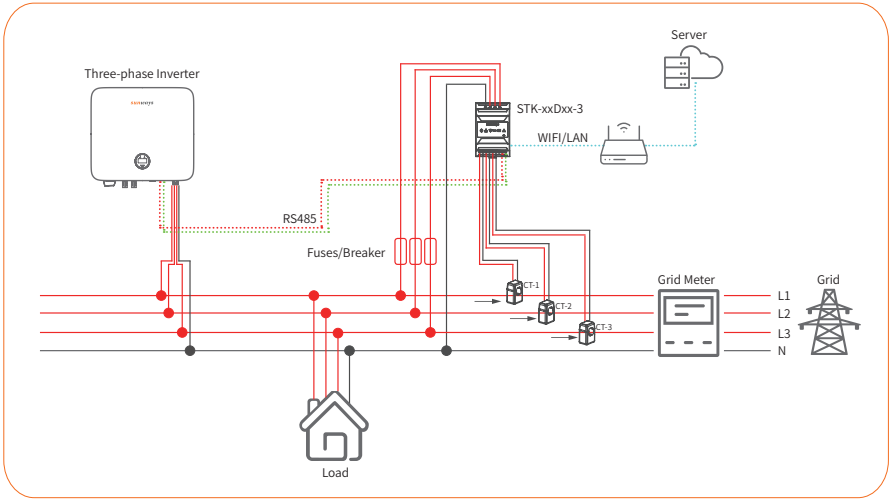 Server
Three-phase Inverter
STK-xxDxx-3
WIFI/LAN
RS485
Fuses/Breaker
CT-1
CT-2
CT-3
Grid Meter
Grid
L1
L2
L3
N
Load